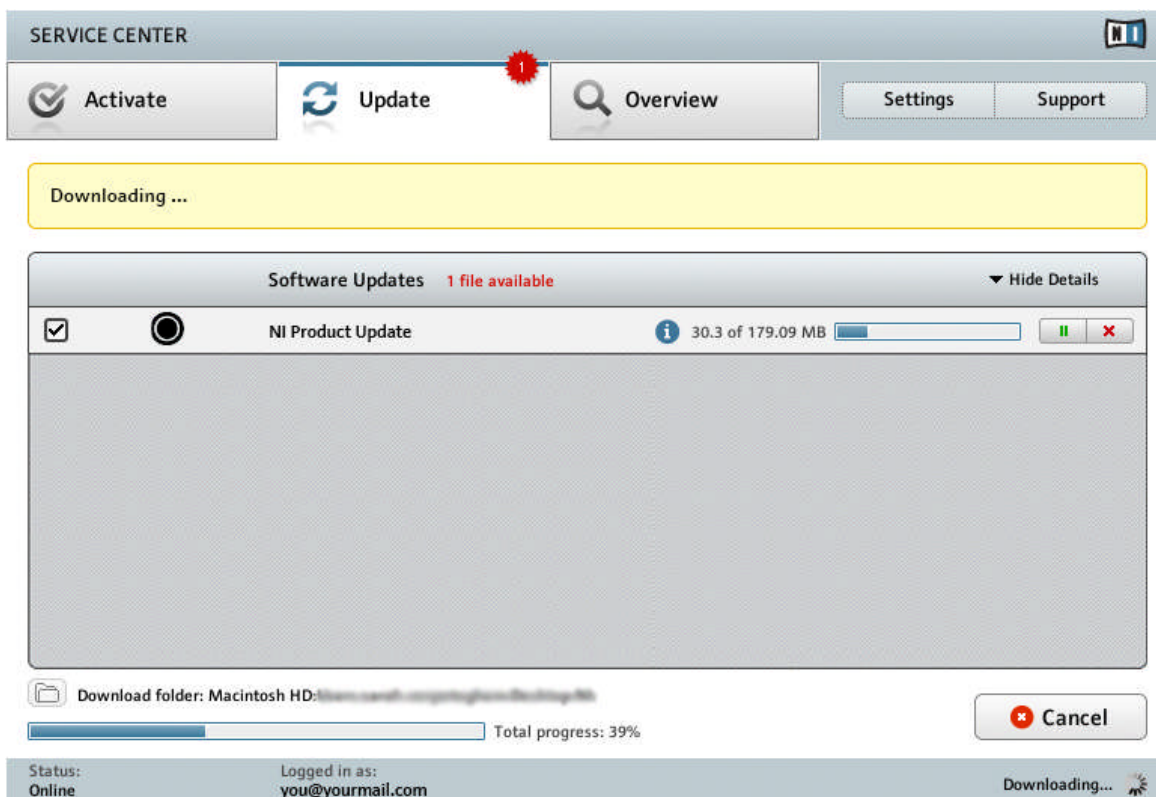 SERVICE CENTER
NI
Activate
Update
1
Overview
Settings
Support
Downloading ...
Software Updates 1 file available
Hide Details
NI Product Update
i
30.3 of 179.09 MB
Download folder: Macintosh HD:
Total progress: 39%
Cancel
Status:
Online
Logged in as:
you@yourmail.com
Downloading...